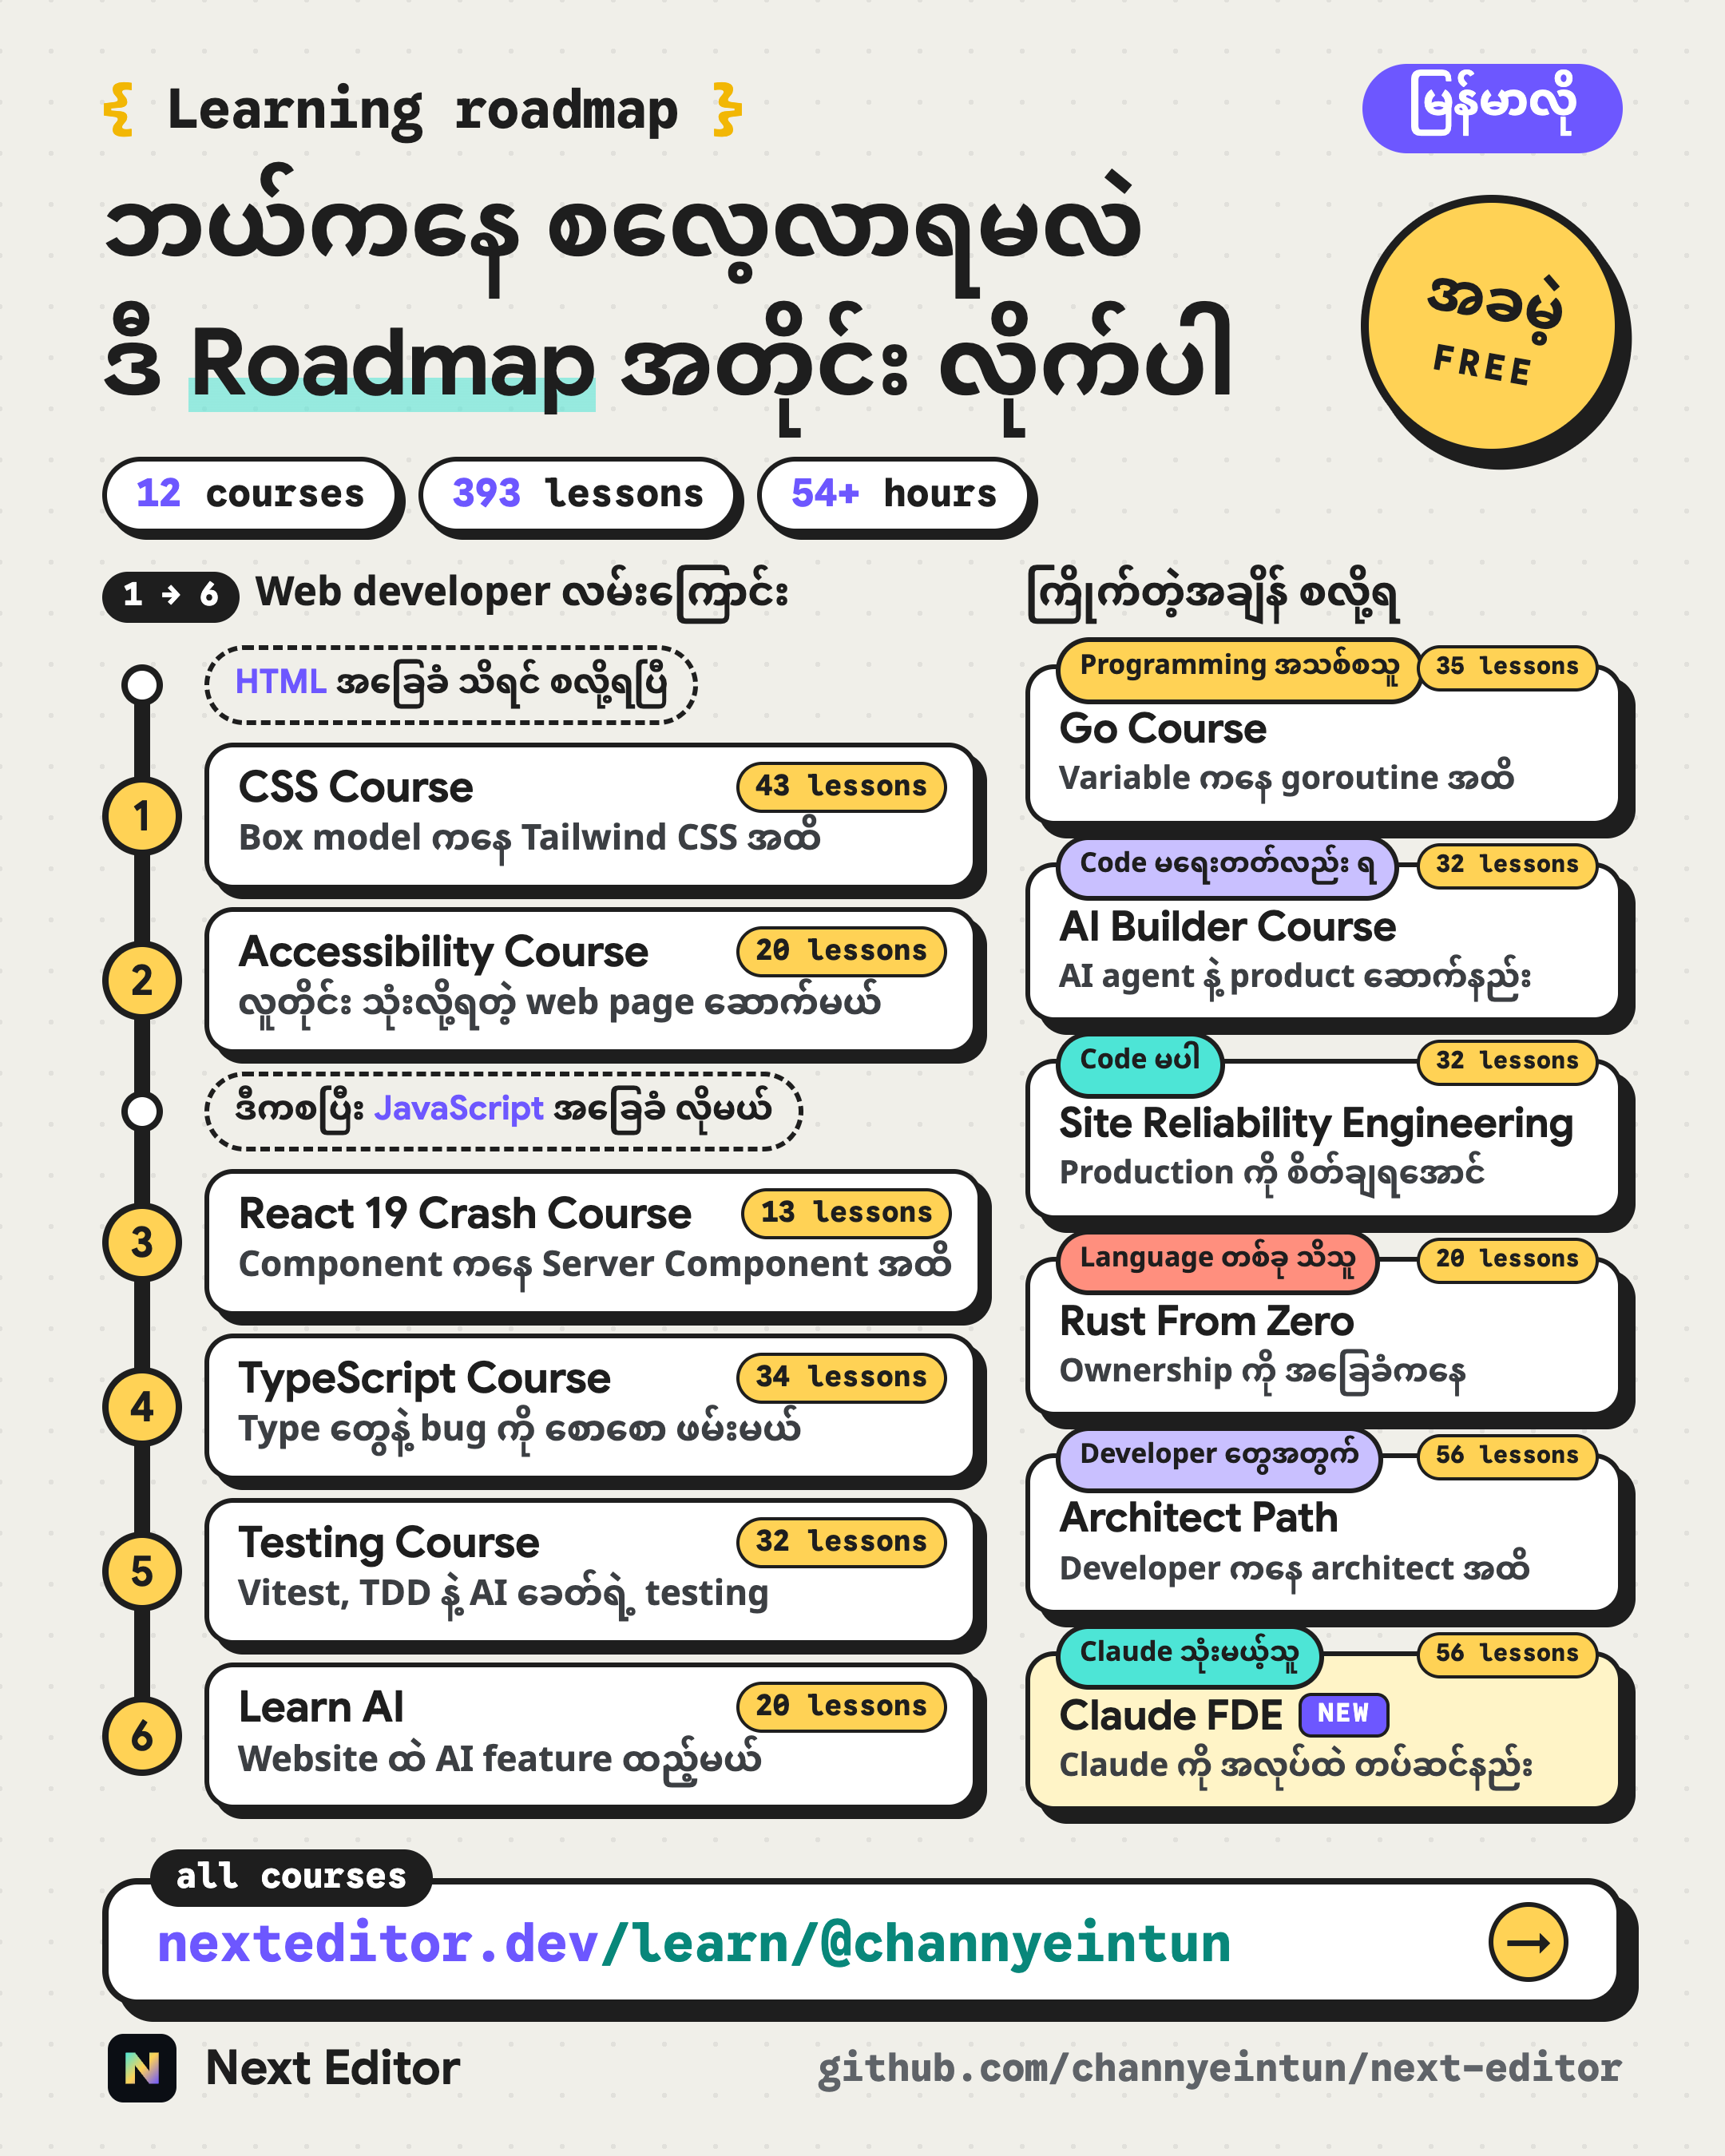 { Learning roadmap }
မြန်မာလို
ဘယ်ကနေ စလေ့လာရမလဲ
ဒီ Roadmap အတိုင်း လိုက်ပါ
အခမဲ့
FREE
12 courses
393 lessons
54+ hours
1 → 6 Web developer လမ်းကြောင်း
HTML အခြေခံ သိရင် စလို့ရပြီ
1
CSS Course
43 lessons
Box model ကနေ Tailwind CSS အထိ
2
Accessibility Course
20 lessons
လူတိုင်း သုံးလို့ရတဲ့ web page ဆောက်မယ်
ဒီကစပြီး JavaScript အခြေခံ လိုမယ်
3
React 19 Crash Course
13 lessons
Component ကနေ Server Component အထိ
4
TypeScript Course
34 lessons
Type တွေနဲ့ bug ကို စောစော ဖမ်းမယ်
5
Testing Course
32 lessons
Vitest, TDD နဲ့ AI ခေတ်ရဲ့ testing
6
Learn AI
20 lessons
Website ထဲ AI feature ထည့်မယ်
ကြိုက်တဲ့အချိန် စလို့ရ
Programming အသစ်စသူ
35 lessons
Go Course
Variable ကနေ goroutine အထိ
Code မရေးတတ်လည်း ရ
32 lessons
AI Builder Course
AI agent နဲ့ product ဆောက်နည်း
Code မပါ
32 lessons
Site Reliability Engineering
Production ကို စိတ်ချရအောင်
Language တစ်ခု သိသူ
20 lessons
Rust From Zero
Ownership ကို အခြေခံကနေ
Developer တွေအတွက်
56 lessons
Architect Path
Developer ကနေ architect အထိ
Claude သုံးမယ့်သူ
56 lessons
Claude FDE NEW
Claude ကို အလုပ်ထဲ တပ်ဆင်နည်း
all courses
nexteditor.dev/learn/@channyeintun →
N Next Editor
github.com/channyeintun/next-editor